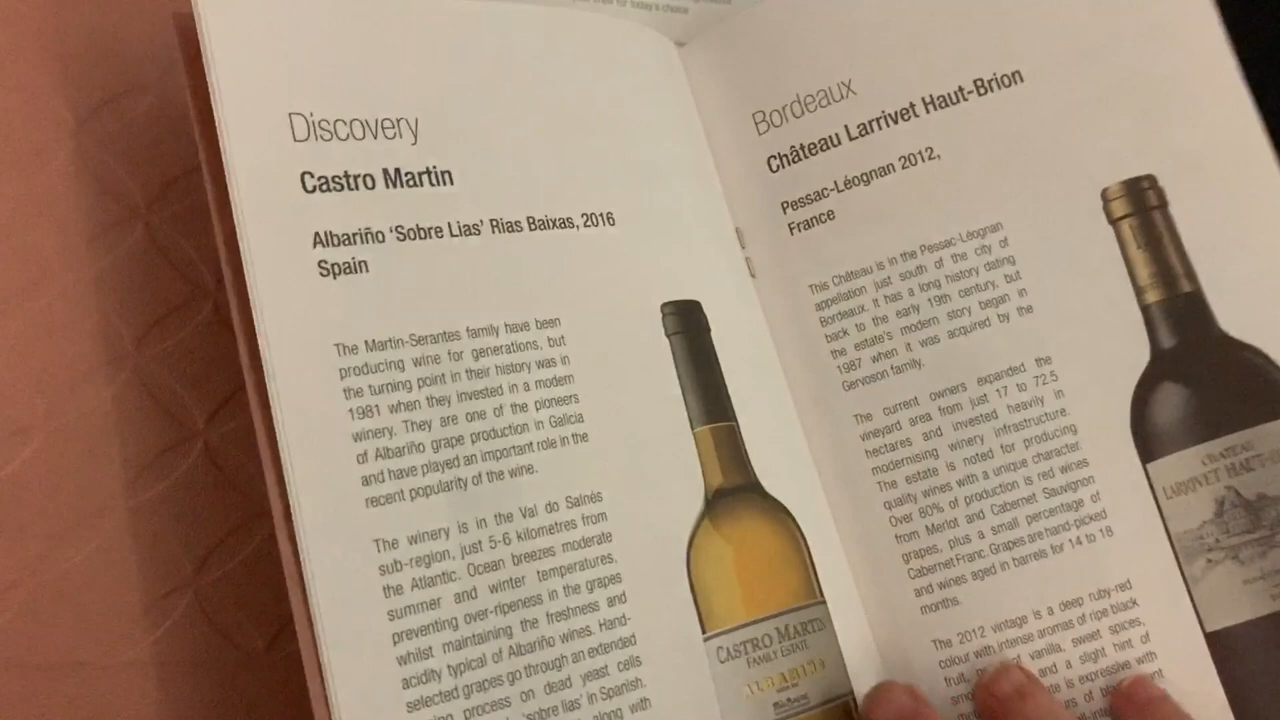 for today's choice
Discovery
Castro Martin
Albariño 'Sobre Lias' Rias Baixas, 2016
Spain
The Martin-Serantes family have been
producing wine for generations, but
the turning point in their history was in
1981 when they invested in a modern
winery. They are one of the pioneers
of Albariño grape production in Galicia
and have played an important role in the
recent popularity of the wine.
The winery is in the Val do Salnés
sub-region, just 5-6 kilometres from
the Atlantic. Ocean breezes moderate
summer and winter temperatures,
preventing over-ripeness in the grapes
whilst maintaining the freshness and
acidity typical of Albariño wines. Hand-
selected grapes go through an extended
process on dead yeast cells
'sobre lias' in Spanish.
along with
CASTRO MARTIN
FAMILY ESTATE
ALBARIÑO
Bordeaux
Château Larrivet Haut-Brion
Pessac-Léognan 2012,
France
This Château is in the Pessac-Léognan
appellation just south of the city of
Bordeaux. It has a long history dating
back to the early 19th century, but
the estate's modern story began in
1987 when it was acquired by the
Gervoson family.
The current owners expanded the
vineyard area from just 17 to 72.5
hectares and invested heavily in
modernising winery infrastructure.
The estate is noted for producing
quality wines with a unique character.
Over 80% of production is red wines
from Merlot and Cabernet Sauvignon
grapes, plus a small percentage of
Cabernet Franc. Grapes are hand-picked
and wines aged in barrels for 14 to 18
months.
The 2012 vintage is a deep ruby-red
colour with intense aromas of ripe black
fruit, of vanilla, sweet spices,
and a slight hint of
is expressive with
of
CHATEAU
LARRIVET HAUT-